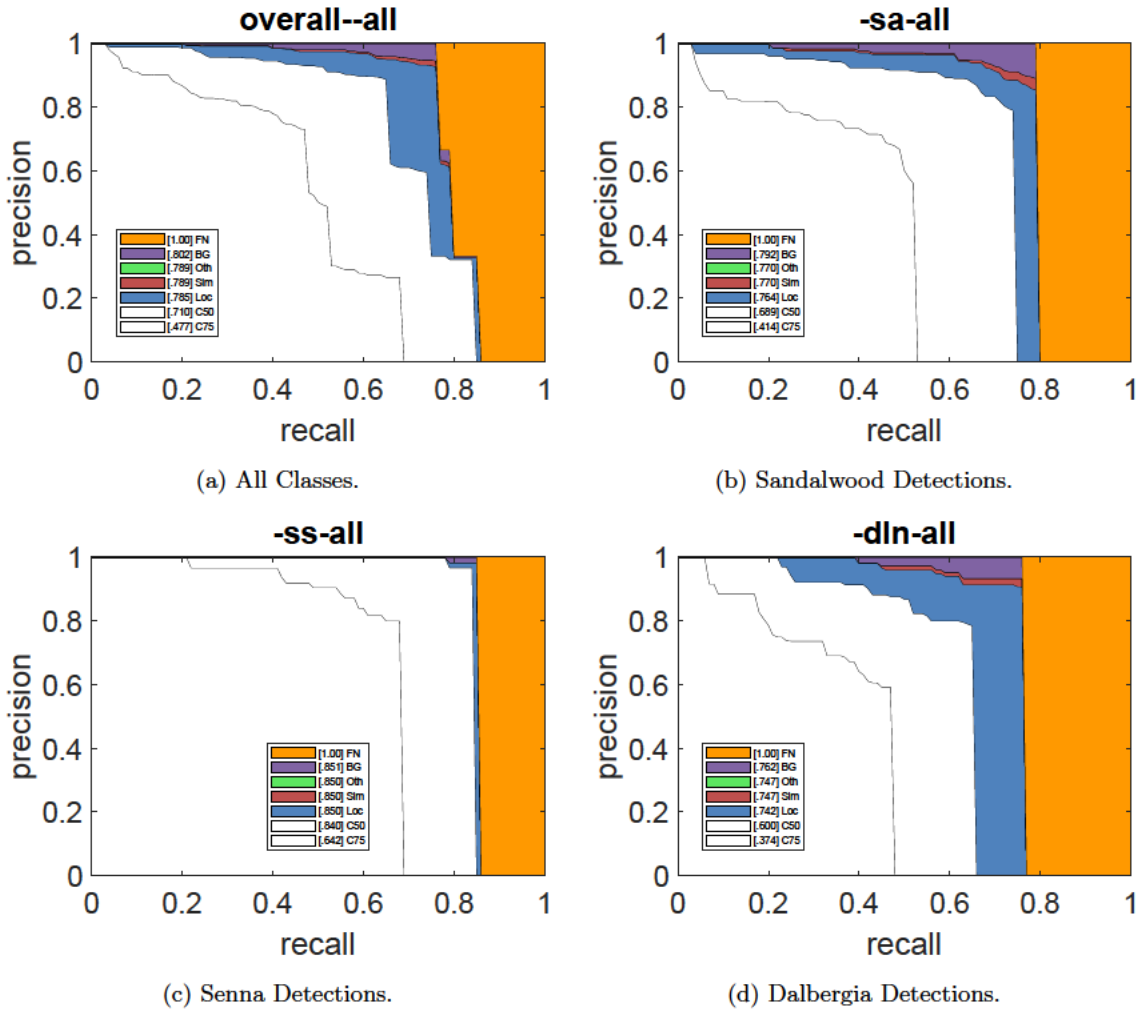 overall--all
precision
1
0.8
0.6
0.4
0.2
0
[1.00] FN
[.802] BG
[.789] Oth
[.789] Sim
[.785] Loc
[.710] C50
[.477] C75
0 0.2 0.4 0.6 0.8 1
recall
(a) All Classes.
-sa-all
precision
1
0.8
0.6
0.4
0.2
0
[1.00] FN
[.792] BG
[.770] Oth
[.770] Sim
[.764] Loc
[.689] C50
[.414] C75
0 0.2 0.4 0.6 0.8 1
recall
(b) Sandalwood Detections.
-ss-all
precision
1
0.8
0.6
0.4
0.2
0
[1.00] FN
[.851] BG
[.850] Oth
[.850] Sim
[.850] Loc
[.840] C50
[.642] C75
0 0.2 0.4 0.6 0.8 1
recall
(c) Senna Detections.
-dln-all
precision
1
0.8
0.6
0.4
0.2
0
[1.00] FN
[.762] BG
[.747] Oth
[.747] Sim
[.742] Loc
[.600] C50
[.374] C75
0 0.2 0.4 0.6 0.8 1
recall
(d) Dalbergia Detections.